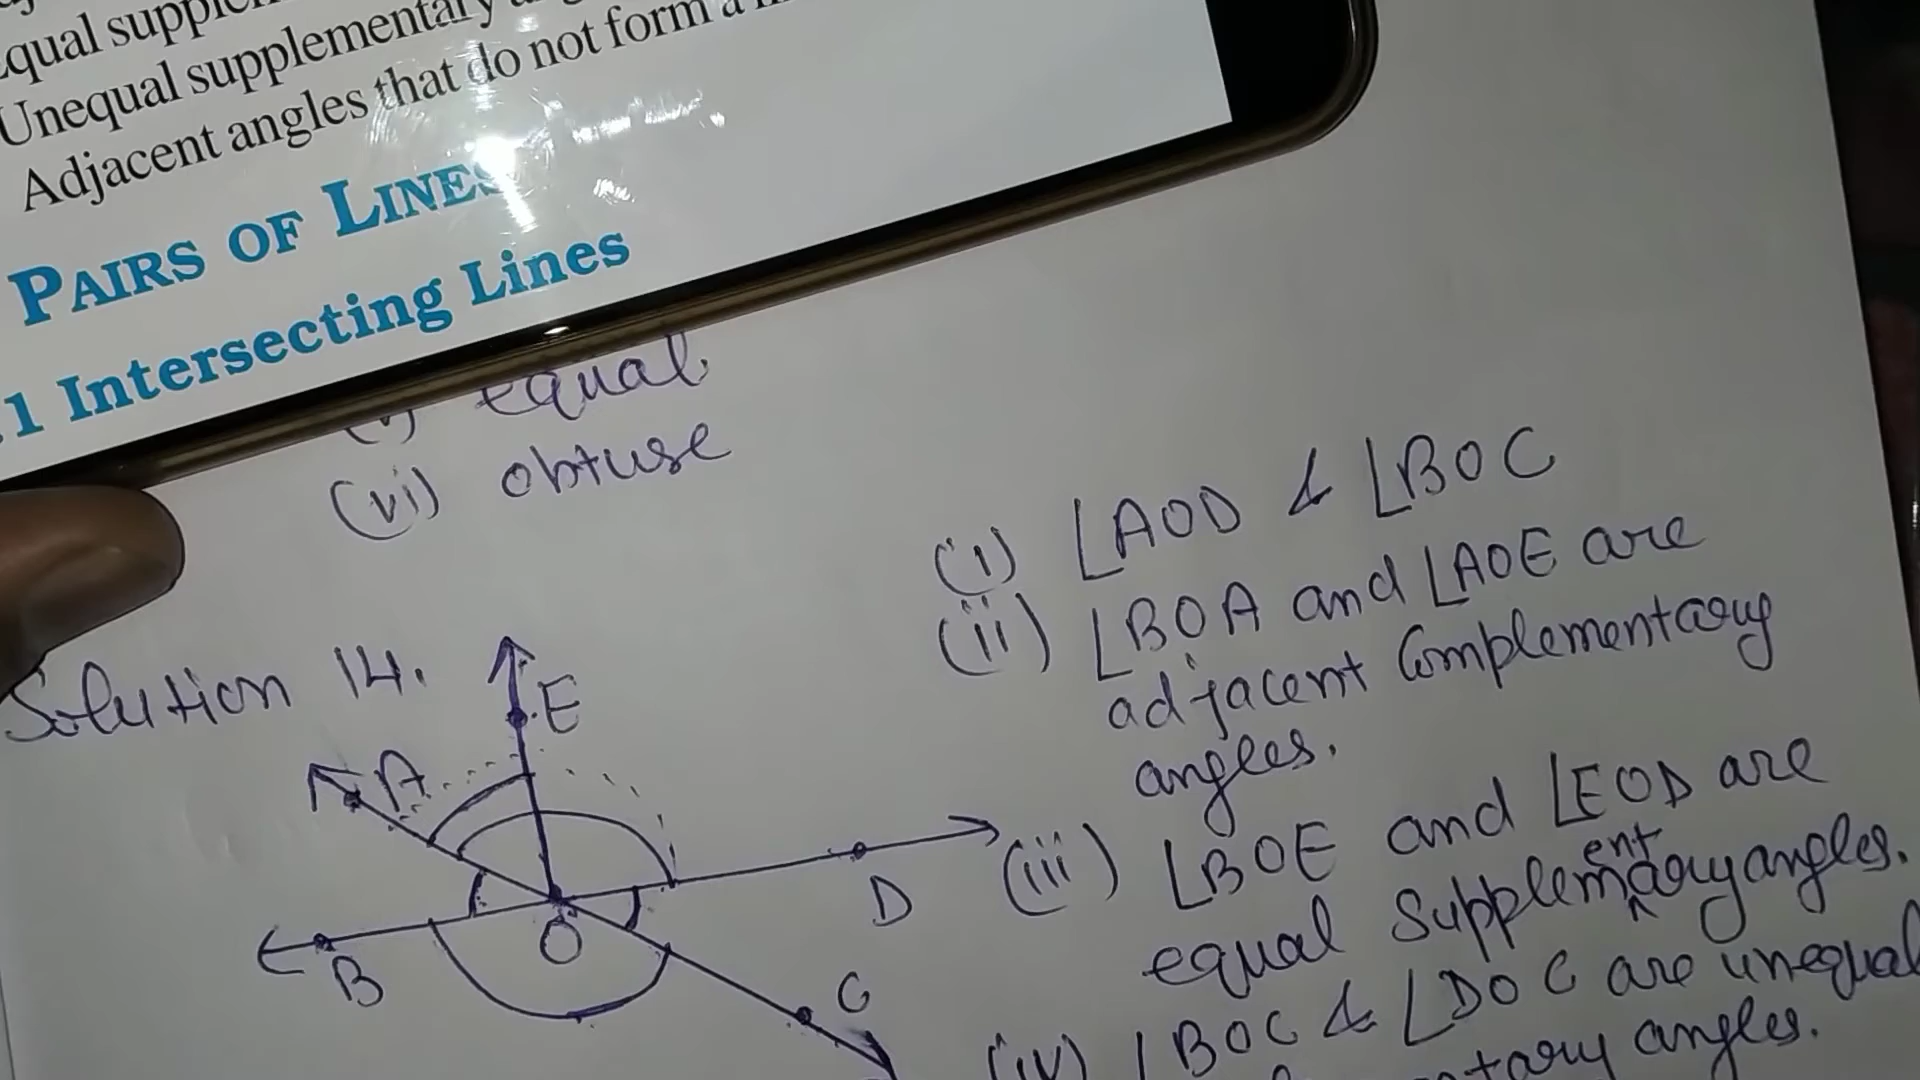 Equal
Unequal supplementary
Adjacent angles that do not form a
PAIRS OF LINES
.1 Intersecting Lines
(v) equal.
(vi) obtuse
Solution 14.
E
A
D
O
B
C
(i) ∠AOD & ∠BOC
(ii) ∠BOA and ∠AOE are
adjacent Complementary
angles.
(iii) ∠BOE and ∠EOD are
equal Supplementary angles.
(iv) ∠BOC & ∠DOC are unequal
angles.